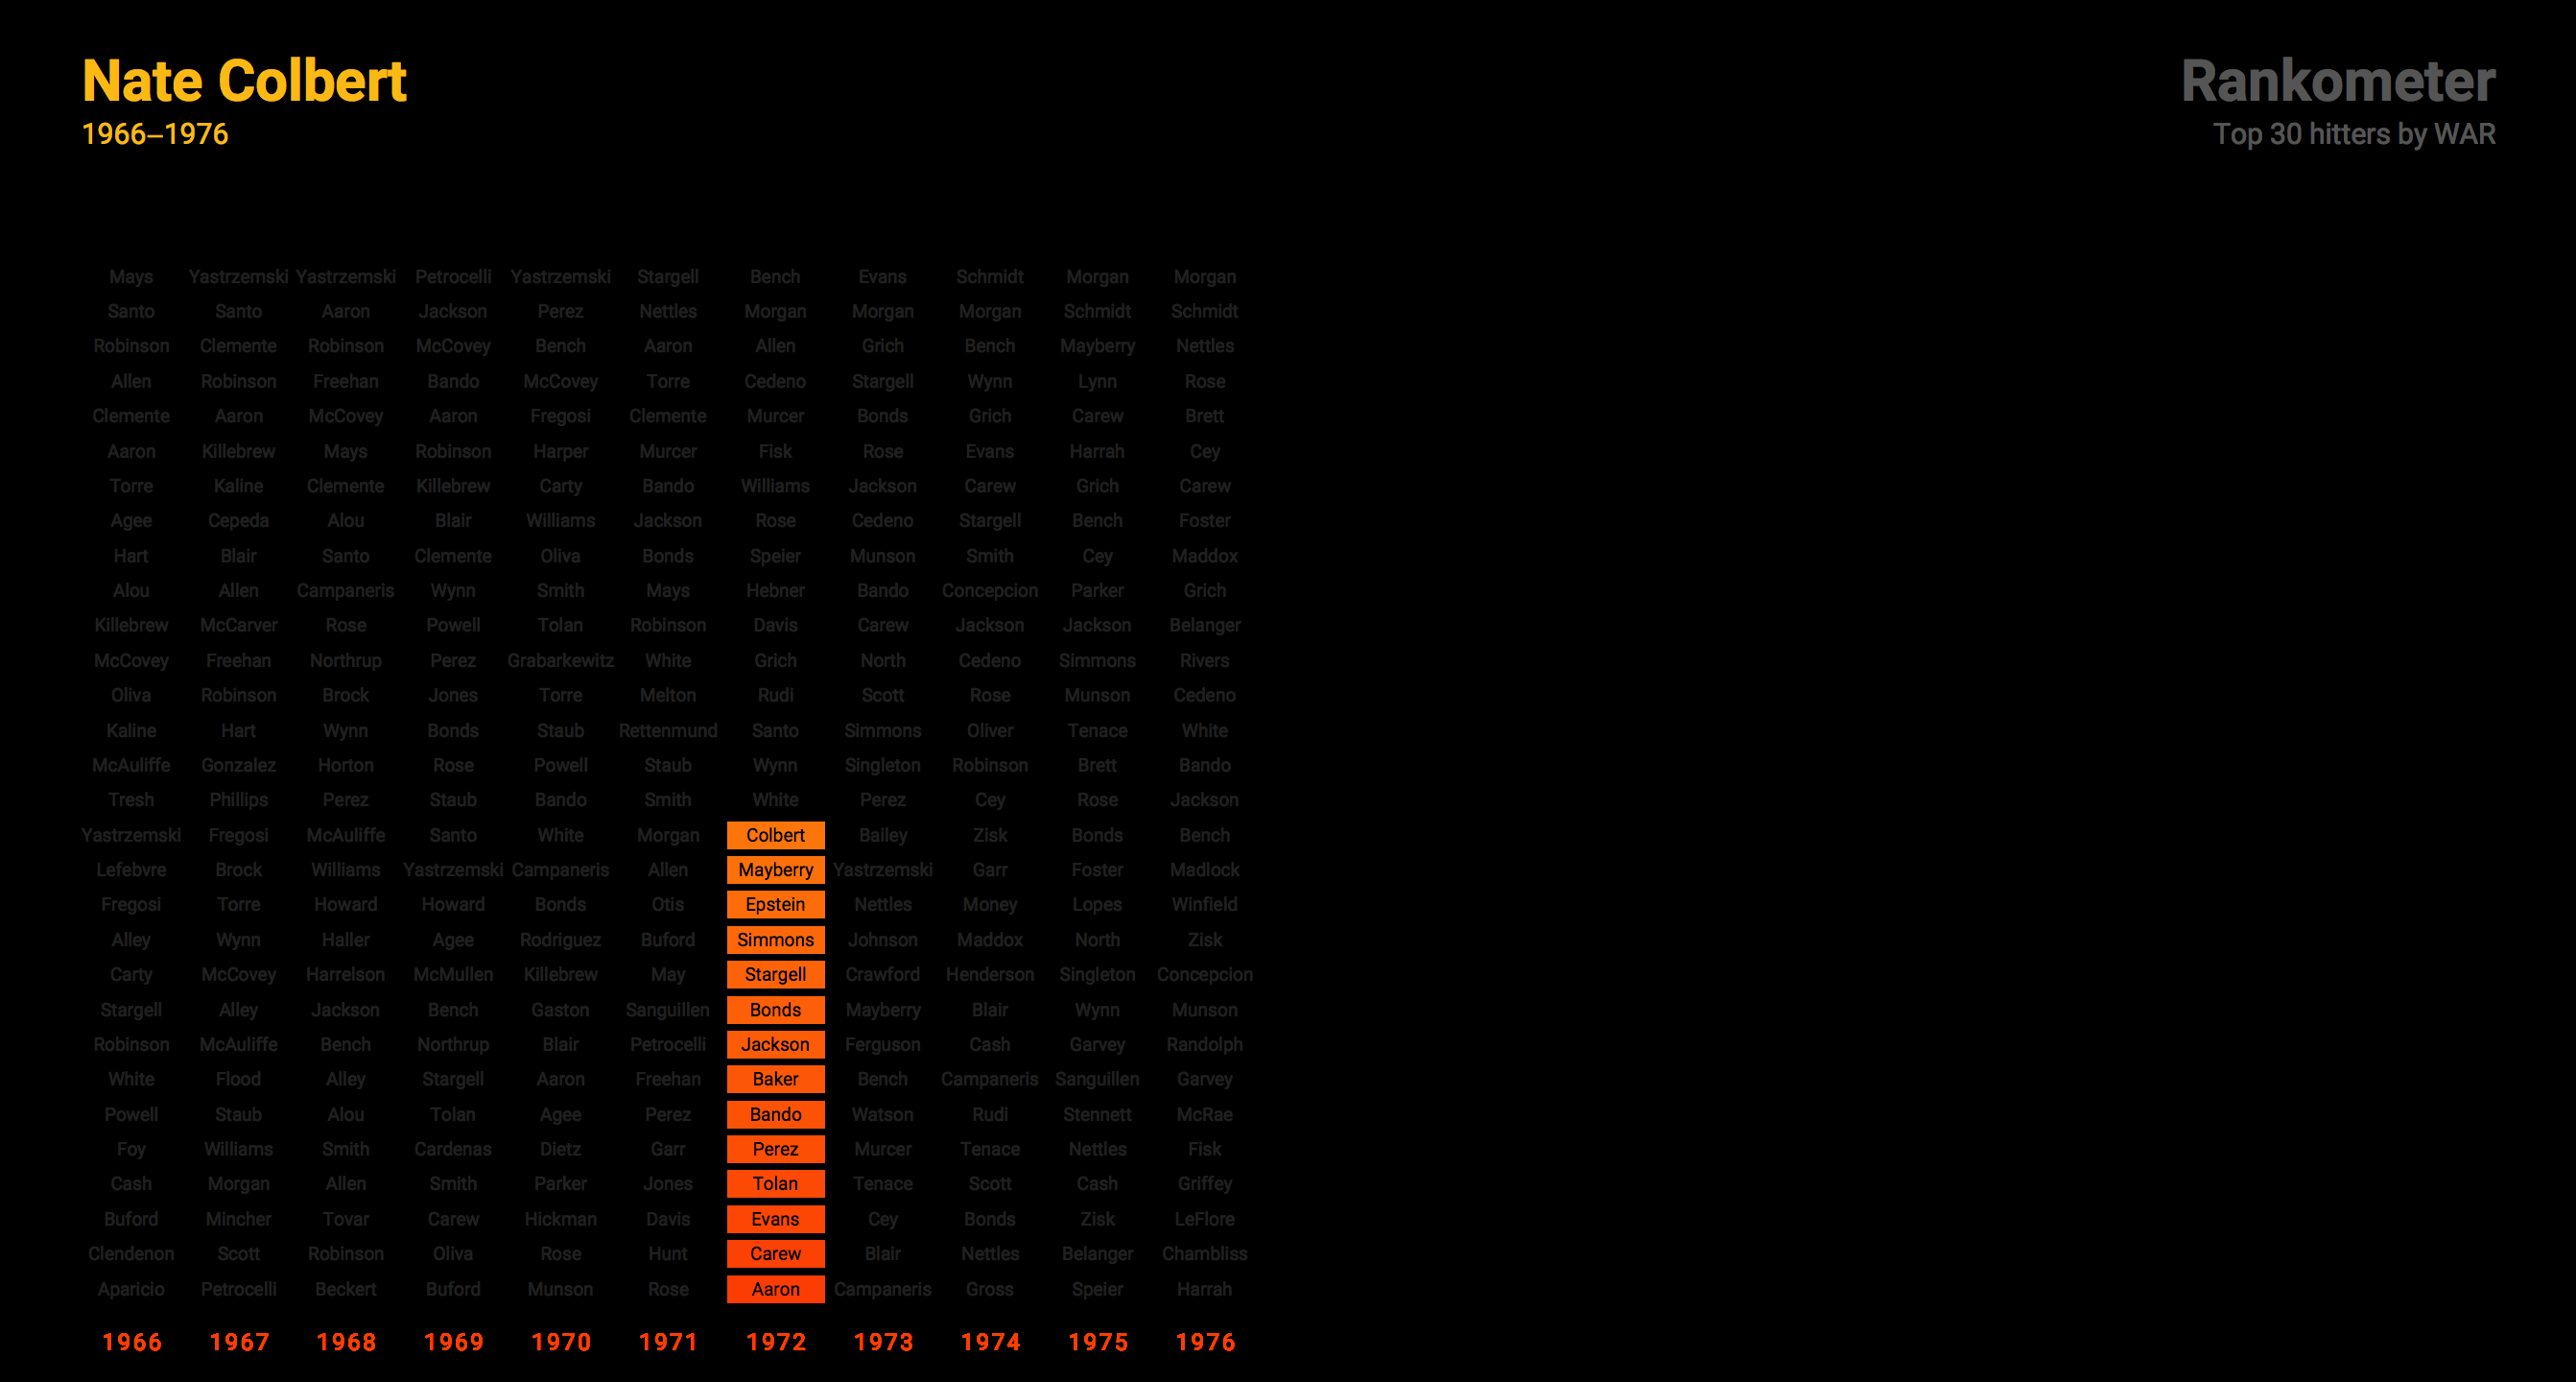 Nate Colbert
1966–1976
Rankometer
Top 30 hitters by WAR
Mays Yastrzemski Yastrzemski Petrocelli Yastrzemski Stargell Bench Evans Schmidt Morgan Morgan
Santo Santo Aaron Jackson Perez Nettles Morgan Morgan Morgan Schmidt Schmidt
Robinson Clemente Robinson McCovey Bench Aaron Allen Grich Bench Mayberry Nettles
Allen Robinson Freehan Bando McCovey Torre Cedeno Stargell Wynn Lynn Rose
Clemente Aaron McCovey Aaron Fregosi Clemente Murcer Bonds Grich Carew Brett
Aaron Killebrew Mays Robinson Harper Murcer Fisk Rose Evans Harrah Cey
Torre Kaline Clemente Killebrew Carty Bando Williams Jackson Carew Grich Carew
Agee Cepeda Alou Blair Williams Jackson Rose Cedeno Stargell Bench Foster
Hart Blair Santo Clemente Oliva Bonds Speier Munson Smith Cey Maddox
Alou Allen Campaneris Wynn Smith Mays Hebner Bando Concepcion Parker Grich
Killebrew McCarver Rose Powell Tolan Robinson Davis Carew Jackson Jackson Belanger
McCovey Freehan Northrup Perez Grabarkewitz White Grich North Cedeno Simmons Rivers
Oliva Robinson Brock Jones Torre Melton Rudi Scott Rose Munson Cedeno
Kaline Hart Wynn Bonds Staub Rettenmund Santo Simmons Oliver Tenace White
McAuliffe Gonzalez Horton Rose Powell Staub Wynn Singleton Robinson Brett Bando
Tresh Phillips Perez Staub Bando Smith White Perez Cey Rose Jackson
Yastrzemski Fregosi McAuliffe Santo White Morgan Colbert Bailey Zisk Bonds Bench
Lefebvre Brock Williams Yastrzemski Campaneris Allen Mayberry Yastrzemski Garr Foster Madlock
Fregosi Torre Howard Howard Bonds Otis Epstein Nettles Money Lopes Winfield
Alley Wynn Haller Agee Rodriguez Buford Simmons Johnson Maddox North Zisk
Carty McCovey Harrelson McMullen Killebrew May Stargell Crawford Henderson Singleton Concepcion
Stargell Alley Jackson Bench Gaston Sanguillen Bonds Mayberry Blair Wynn Munson
Robinson McAuliffe Bench Northrup Blair Petrocelli Jackson Ferguson Cash Garvey Randolph
White Flood Alley Stargell Aaron Freehan Baker Bench Campaneris Sanguillen Garvey
Powell Staub Alou Tolan Agee Perez Bando Watson Rudi Stennett McRae
Foy Williams Smith Cardenas Dietz Garr Perez Murcer Tenace Nettles Fisk
Cash Morgan Allen Smith Parker Jones Tolan Tenace Scott Cash Griffey
Buford Mincher Tovar Carew Hickman Davis Evans Cey Bonds Zisk LeFlore
Clendenon Scott Robinson Oliva Rose Hunt Carew Blair Nettles Belanger Chambliss
Aparicio Petrocelli Beckert Buford Munson Rose Aaron Campaneris Gross Speier Harrah
1966 1967 1968 1969 1970 1971 1972 1973 1974 1975 1976